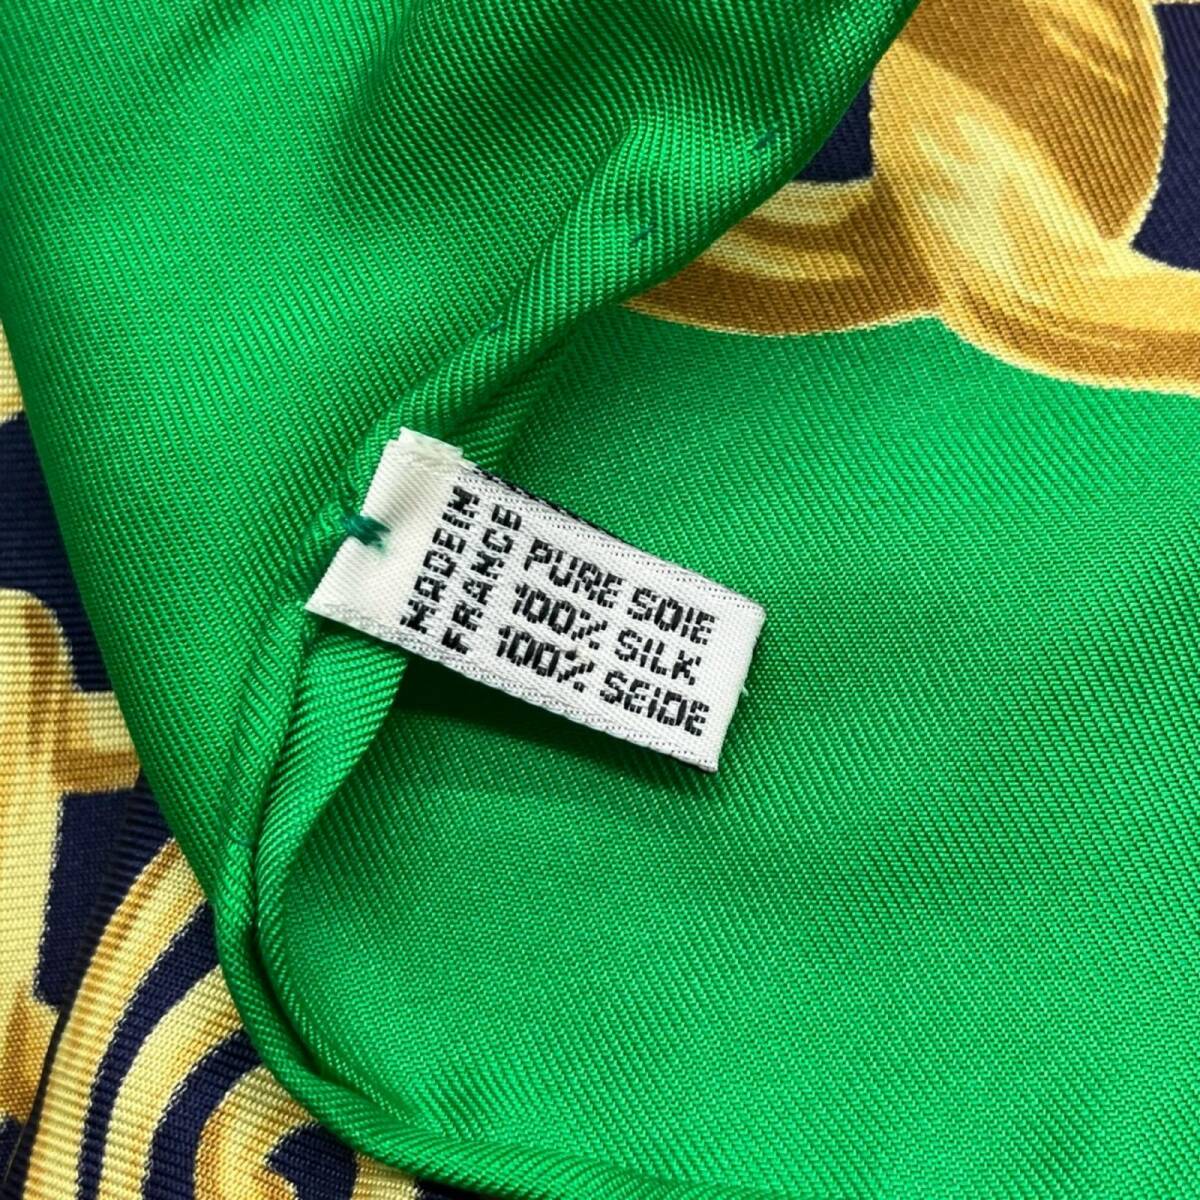 MADE IN
FRANCE
PURE SOIE
100% SILK
100% SEIDE